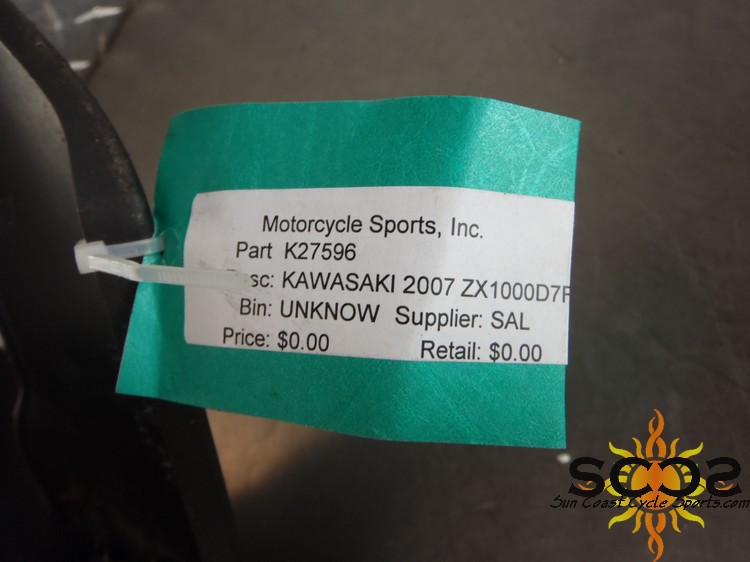 Motorcycle Sports, Inc.
Part K27596
sc: KAWASAKI 2007 ZX1000D7F
Bin: UNKNOW Supplier: SAL
Price: $0.00 Retail: $0.00
SCCS
Sun Coast Cycle Sports.com